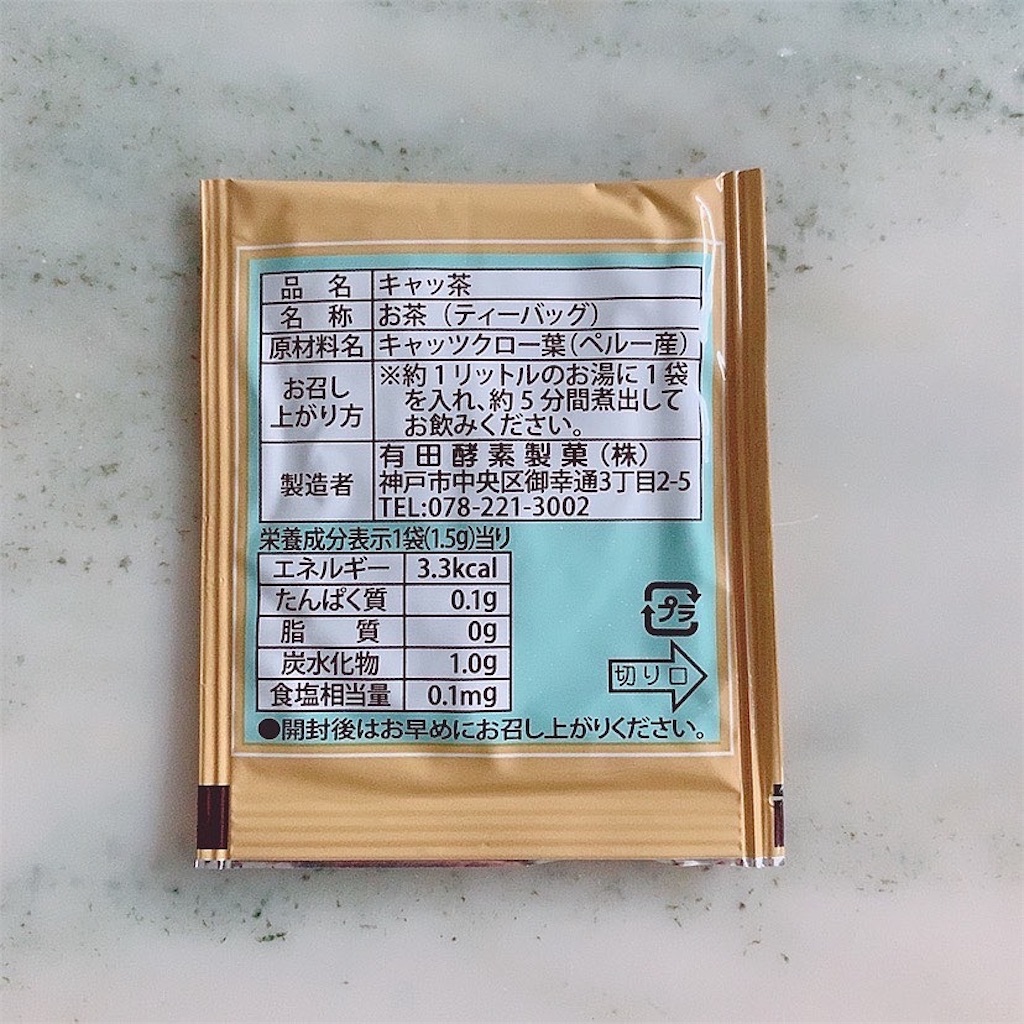 品名 キャッ茶
名称 お茶（ティーバッグ）
原材料名 キャッツクロー葉（ペルー産）
お召し上がり方 ※約1リットルのお湯に1袋
を入れ、約5分間煮出して
お飲みください。
製造者 有田酵素製菓（株）
神戸市中央区御幸通3丁目2-5
TEL:078-221-3002
栄養成分表示1袋(1.5g)当り
エネルギー 3.3kcal
たんぱく質 0.1g
脂質 0g
炭水化物 1.0g
食塩相当量 0.1mg
プラ
切り口
●開封後はお早めにお召し上がりください。